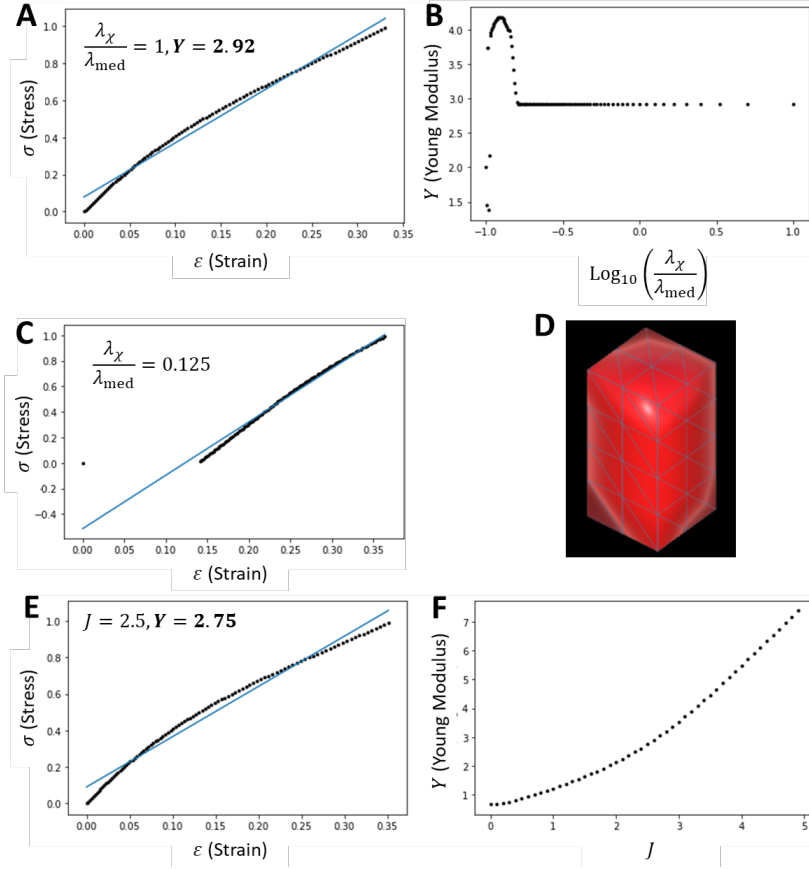 A
λχ/λmed = 1, Y = 2.92
σ (Stress)
1.0
0.8
0.6
0.4
0.2
0.0
0.00 0.05 0.10 0.15 0.20 0.25 0.30 0.35
ε (Strain)
B
Y (Young Modulus)
4.0
3.5
3.0
2.5
2.0
1.5
−1.0 −0.5 0.0 0.5 1.0
Log10 (λχ/λmed)
C
λχ/λmed = 0.125
σ (Stress)
1.0
0.8
0.6
0.4
0.2
0.0
-0.2
−0.4
0.00 0.05 0.10 0.15 0.20 0.25 0.30 0.35
ε (Strain)
D
E
J = 2.5, Y = 2.75
σ (Stress)
1.0
0.8
0.6
0.4
0.2
0.0
0.00 0.05 0.10 0.15 0.20 0.25 0.30 0.35
ε (Strain)
F
Y (Young Modulus)
7
6
5
4
3
2
1
0 1 2 3 4 5
J